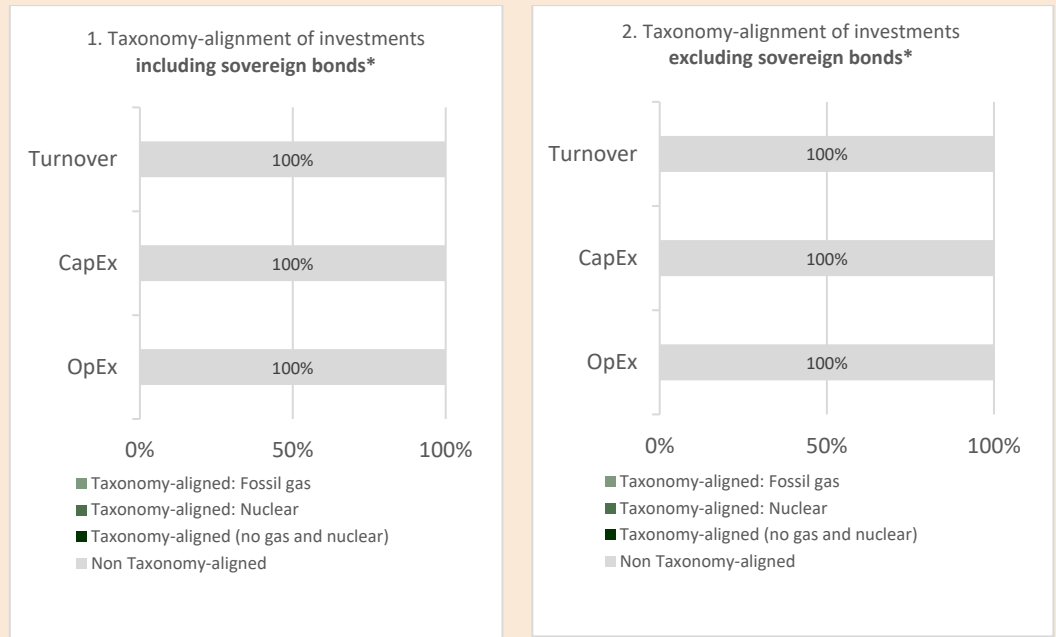 1. Taxonomy-alignment of investments
including sovereign bonds*
Turnover
100%
CapEx
100%
OpEx
100%
0%
50%
100%
Taxonomy-aligned: Fossil gas
Taxonomy-aligned: Nuclear
Taxonomy-aligned (no gas and nuclear)
Non Taxonomy-aligned
2. Taxonomy-alignment of investments
excluding sovereign bonds*
Turnover
100%
CapEx
100%
OpEx
100%
0%
50%
100%
Taxonomy-aligned: Fossil gas
Taxonomy-aligned: Nuclear
Taxonomy-aligned (no gas and nuclear)
Non Taxonomy-aligned